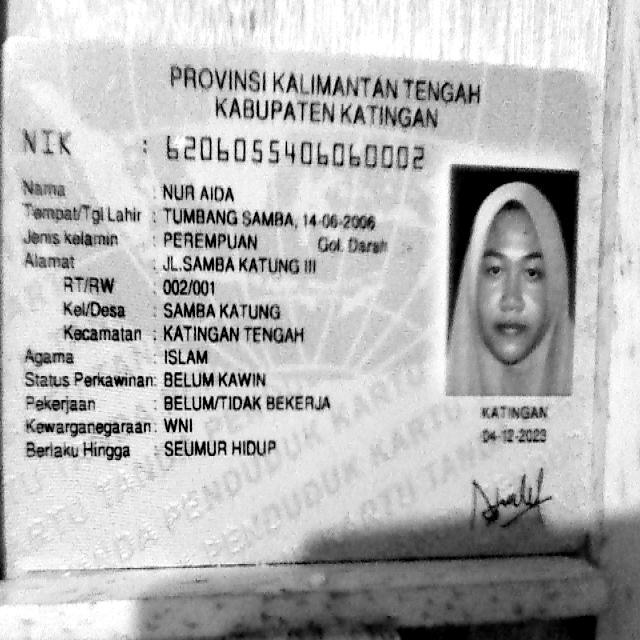 PROVINSI KALIMANTAN TENGAH
KABUPATEN KATINGAN
NIK : 6206055406060002
Nama : NUR AIDA
Tempat/Tgl Lahir : TUMBANG SAMBA, 14-06-2006
Jenis kelamin : PEREMPUAN Gol. Darah
Alamat : JL.SAMBA KATUNG III
RT/RW : 002/001
Kel/Desa : SAMBA KATUNG
Kecamatan : KATINGAN TENGAH
Agama : ISLAM
Status Perkawinan: BELUM KAWIN
Pekerjaan : BELUM/TIDAK BEKERJA
Kewarganegaraan: WNI
Berlaku Hingga : SEUMUR HIDUP
KATINGAN
04-12-2023